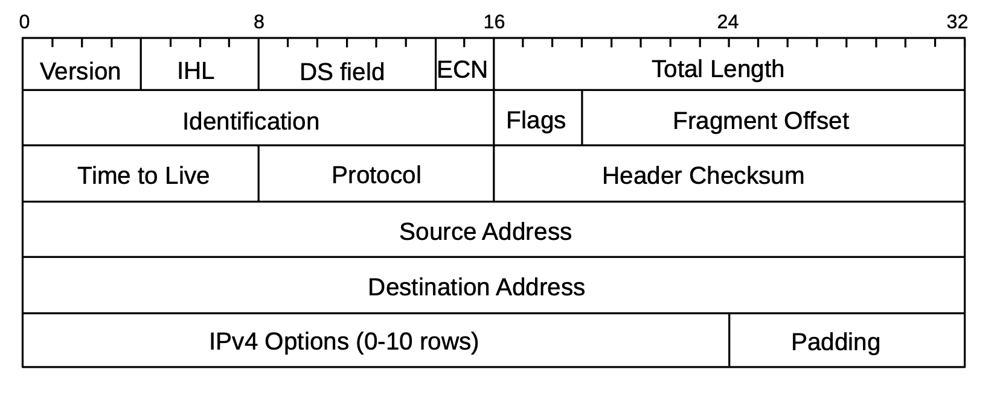 0 8 16 24 32
Version IHL DS field ECN Total Length
Identification Flags Fragment Offset
Time to Live Protocol Header Checksum
Source Address
Destination Address
IPv4 Options (0-10 rows) Padding